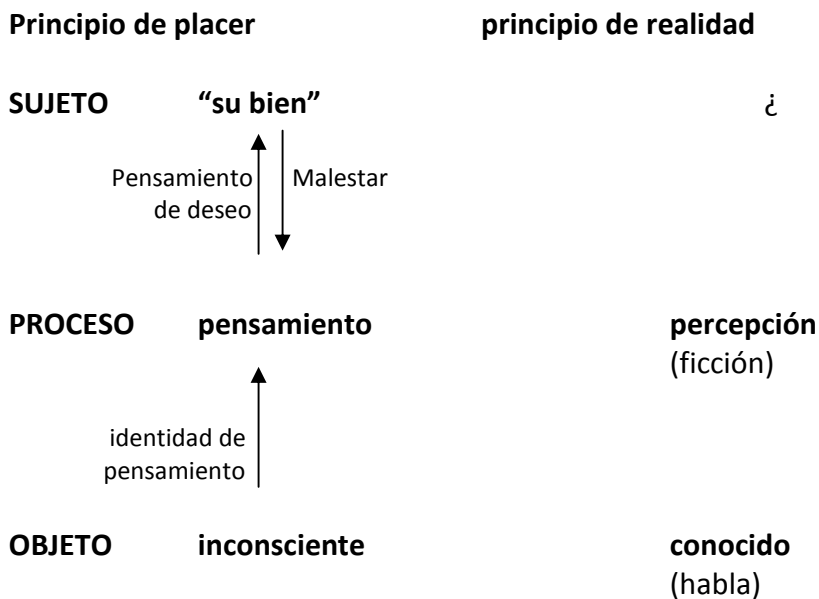 Principio de placer principio de realidad
SUJETO “su bien” ¿
Pensamiento Malestar
de deseo
PROCESO pensamiento percepción
(ficción)
identidad de
pensamiento
OBJETO inconsciente conocido
(habla)